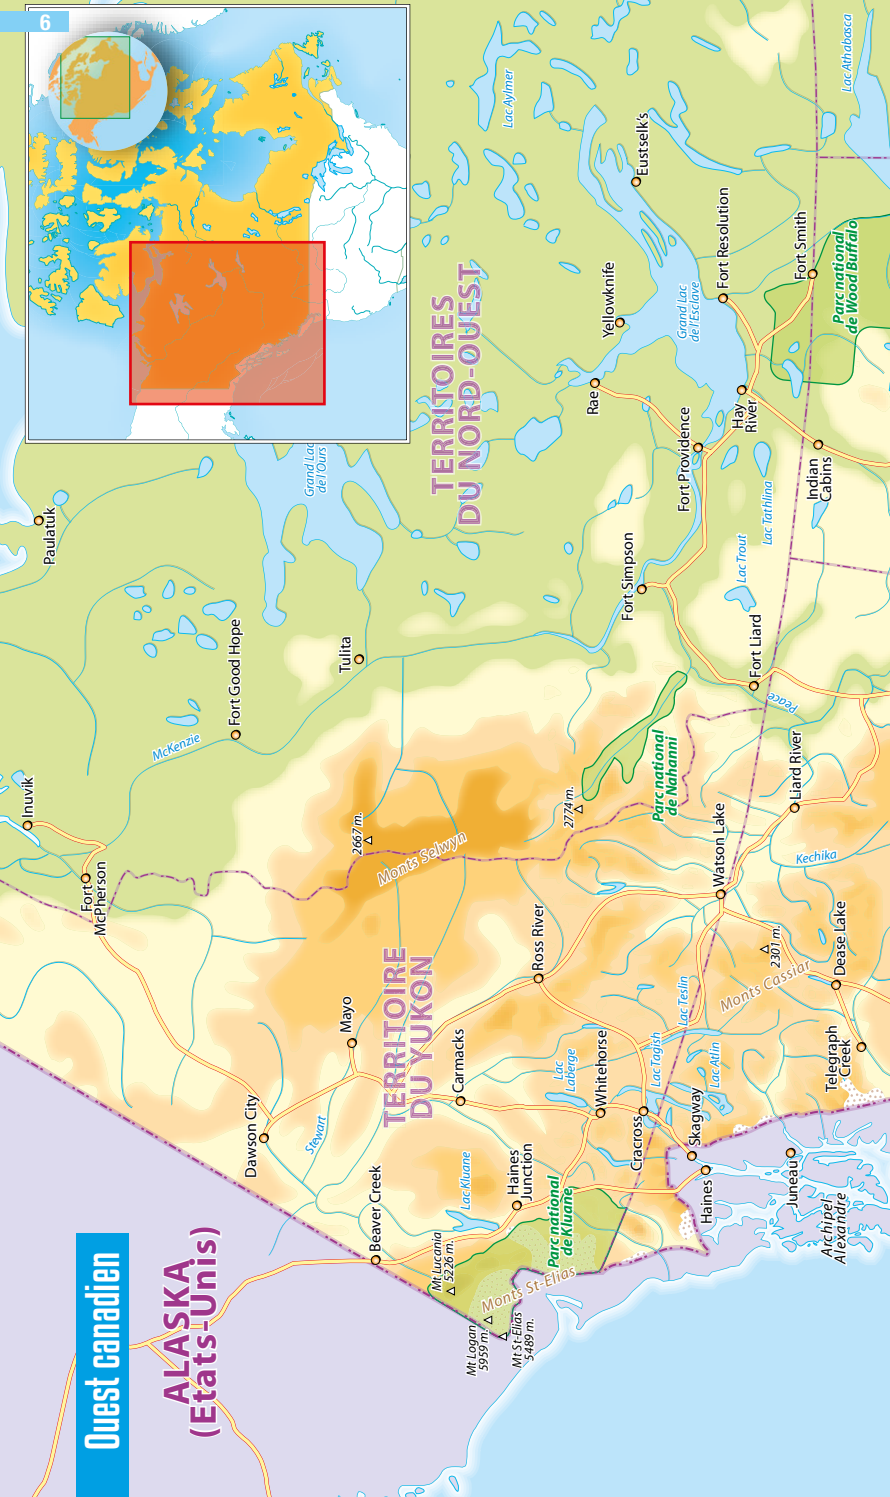 6
Ouest canadien
ALASKA
(Etats-Unis)
TERRITOIRE
DU YUKON
TERRITOIRES
DU NORD-OUEST
Inuvik
Fort
McPherson
Paulatuk
Fort Good Hope
McKenzie
Tulita
Grand Lac
de l'Ours
Dawson City
Mayo
Stewart
Beaver Creek
Carmacks
Ross River
Monts Selwyn
2667 m.
2774 m.
Parc national
de Nahanni
Mt Lucania
5226 m.
Mt Logan
5959 m.
Mt St-Elias
5489 m.
Monts St-Elias
Lac Kluane
Haines
Junction
Parc national
de Kluane
Lac
Laberge
Whitehorse
Cracross
Lac Tagish
Lac Teslin
Lac Atlin
Skagway
Haines
Juneau
Archipel
Alexandre
Telegraph
Creek
Dease Lake
Monts Cassiar
2301 m.
Watson Lake
Kechika
Liard River
Peace
Fort Liard
Fort Simpson
Lac Trout
Lac Tathlina
Fort Providence
Rae
Yellowknife
Hay
River
Indian
Cabins
Grand Lac
de l'Esclave
Fort Resolution
Fort Smith
Parc national
de Wood Buffalo
Eustselk's
Lac Aylmer
Lac Athabasca